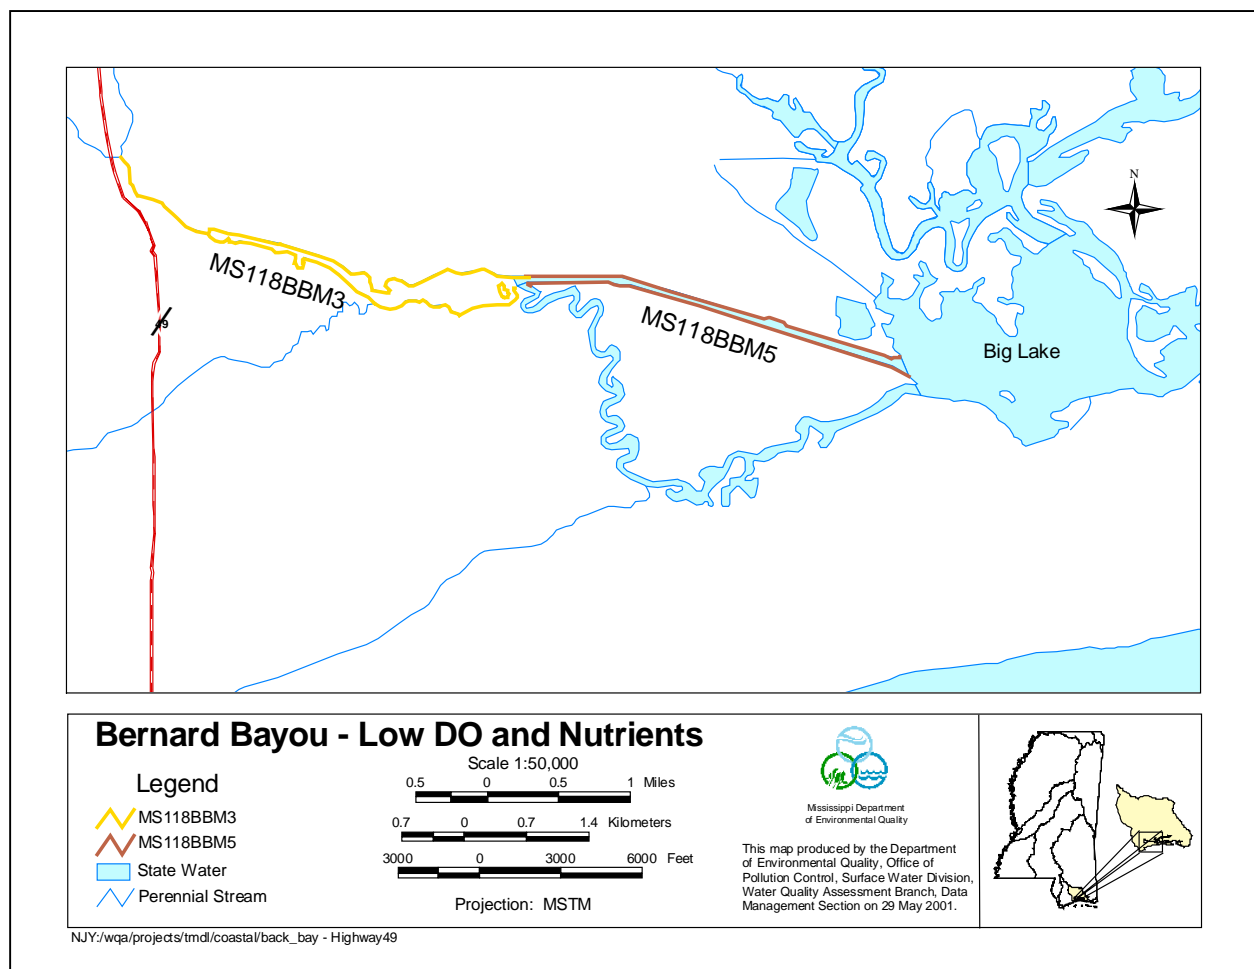 N
MS118BBM3
49
MS118BBM5
Big Lake
Bernard Bayou - Low DO and Nutrients
Legend
MS118BBM3
MS118BBM5
State Water
Perennial Stream
Scale 1:50,000
0.5 0 0.5 1 Miles
0.7 0 0.7 1.4 Kilometers
3000 0 3000 6000 Feet
Projection: MSTM
Mississippi Department
of Environmental Quality
This map produced by the Department
of Environmental Quality, Office of
Pollution Control, Surface Water Division,
Water Quality Assessment Branch, Data
Management Section on 29 May 2001.
NJY:/wqa/projects/tmdl/coastal/back_bay - Highway49